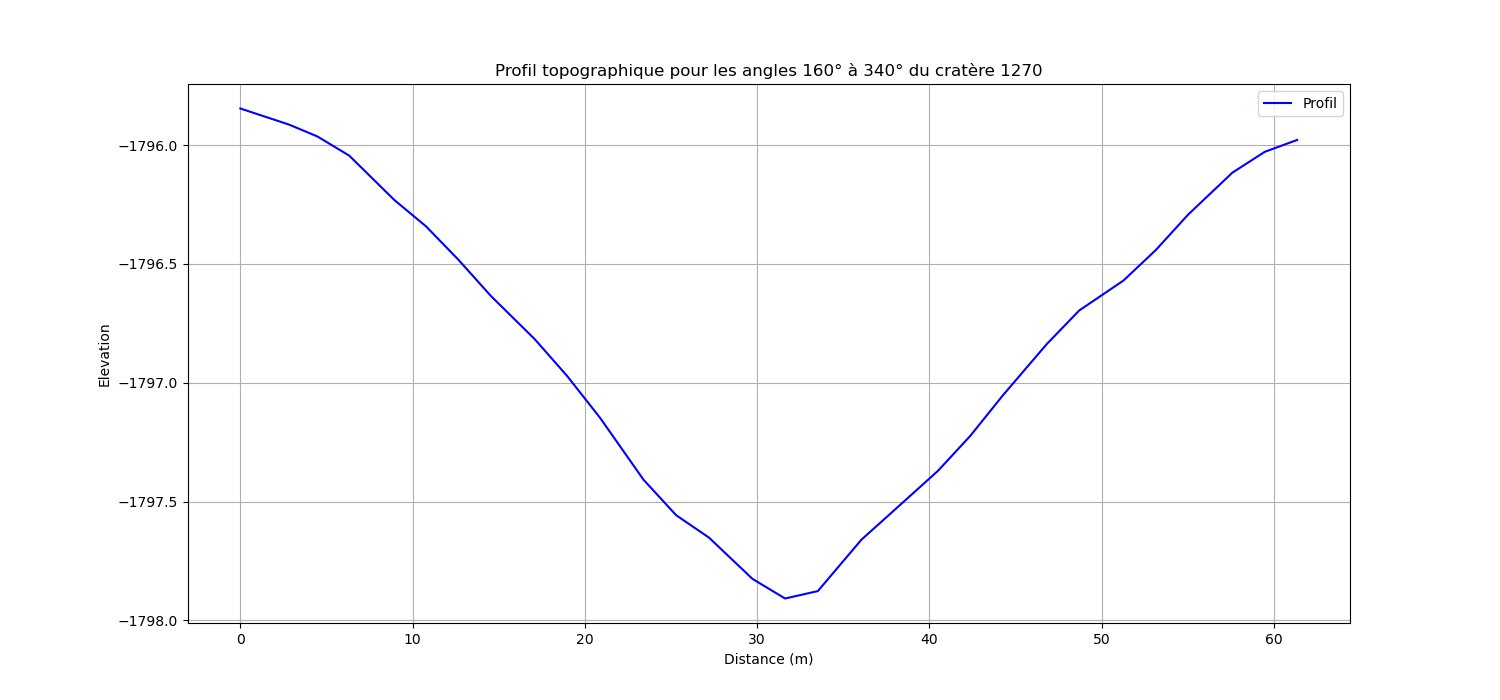 Profil topographique pour les angles 160° à 340° du cratère 1270
Profil
Elevation
−1796.0
−1796.5
−1797.0
−1797.5
−1798.0
0 10 20 30 40 50 60
Distance (m)